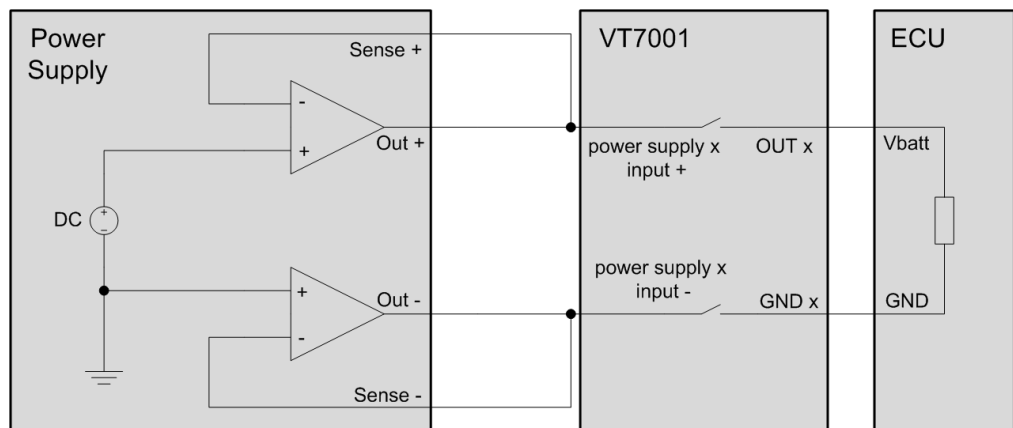 Power
Supply
Sense +
-
+
Out +
DC
+
−
+
-
Out -
Sense -
VT7001
power supply x
input +
OUT x
power supply x
input -
GND x
ECU
Vbatt
GND